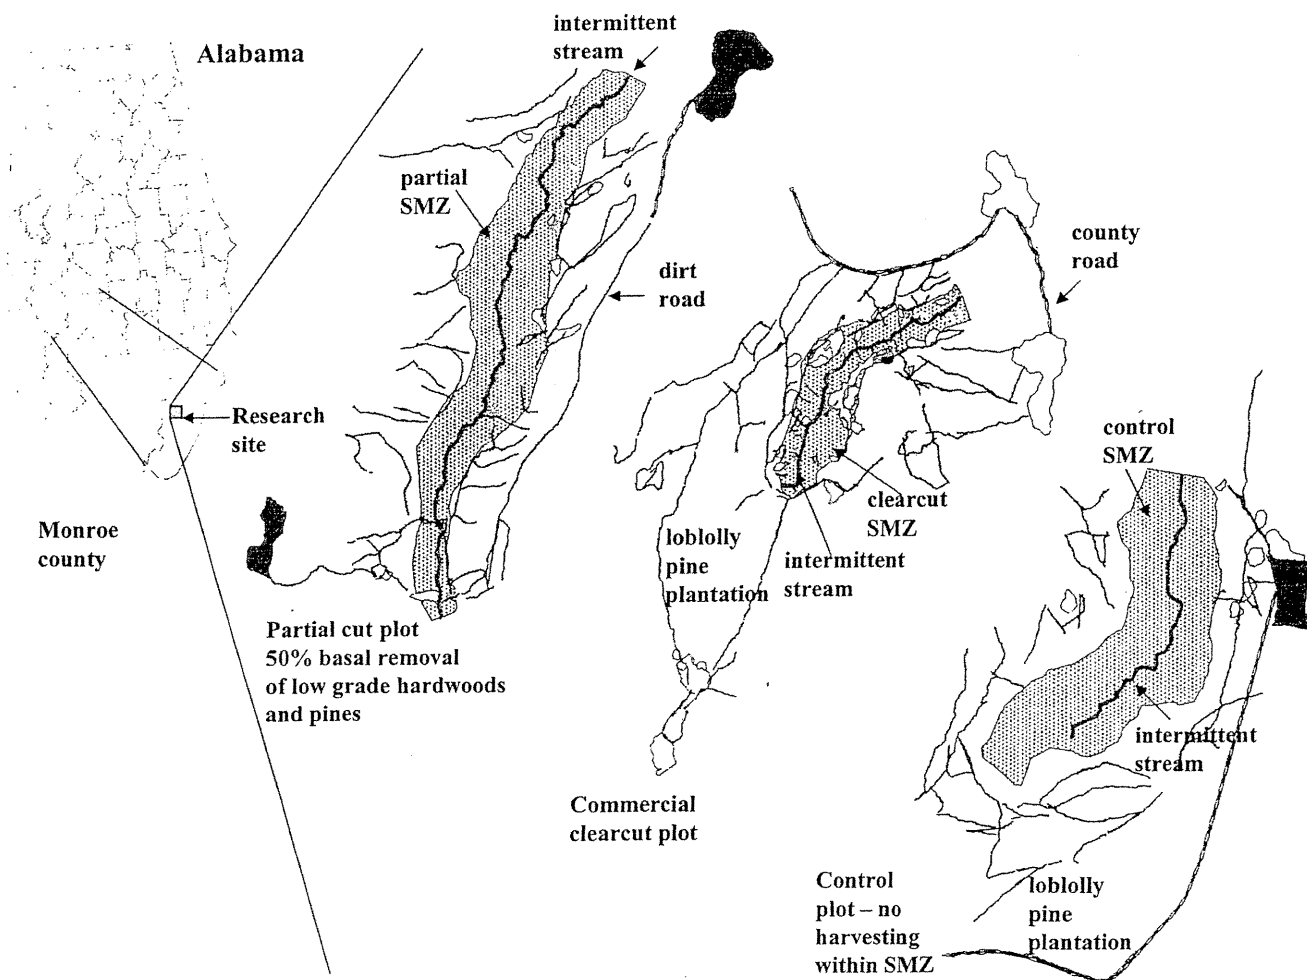 Alabama
intermittent
stream
partial
SMZ
dirt
road
county
road
Research
site
Monroe
county
control
SMZ
clearcut
SMZ
loblolly
pine
plantation
intermittent
stream
Partial cut plot
50% basal removal
of low grade hardwoods
and pines
intermittent
stream
Commercial
clearcut plot
Control
plot – no
harvesting
within SMZ
loblolly
pine
plantation